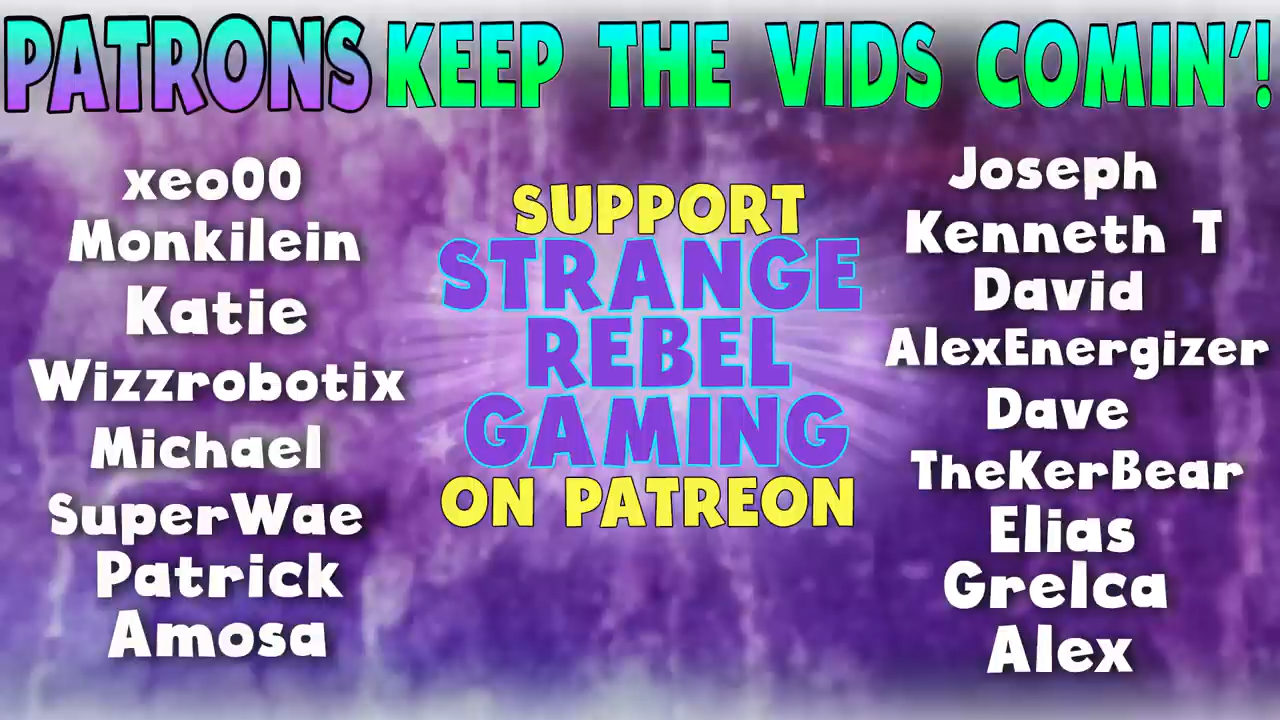 PATRONS KEEP THE VIDS COMIN'!
xeo00
Monkilein
Katie
Wizzrobotix
Michael
SuperWae
Patrick
Amosa
SUPPORT
STRANGE
REBEL
GAMING
ON PATREON
Joseph
Kenneth T
David
AlexEnergizer
Dave
TheKerBear
Elias
Grelca
Alex